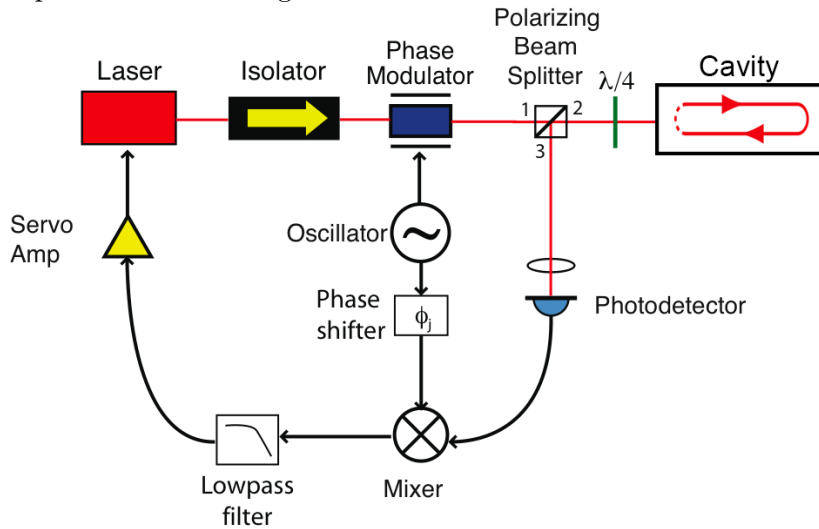 Polarizing
Beam
Splitter
Phase
Modulator
Laser
Isolator
λ/4
Cavity
1
2
3
Servo
Amp
Oscillator
~
Phase
shifter
ϕj
Photodetector
Lowpass
filter
Mixer